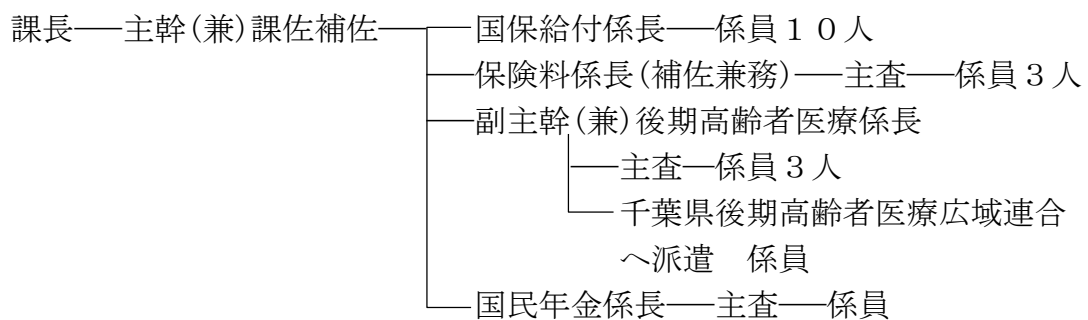 課長――主幹(兼)課佐補佐――国保給付係長――係員１０人
保険料係長(補佐兼務)――主査――係員３人
副主幹(兼)後期高齢者医療係長
主査―係員３人
千葉県後期高齢者医療広域連合
へ派遣　係員
国民年金係長――主査――係員